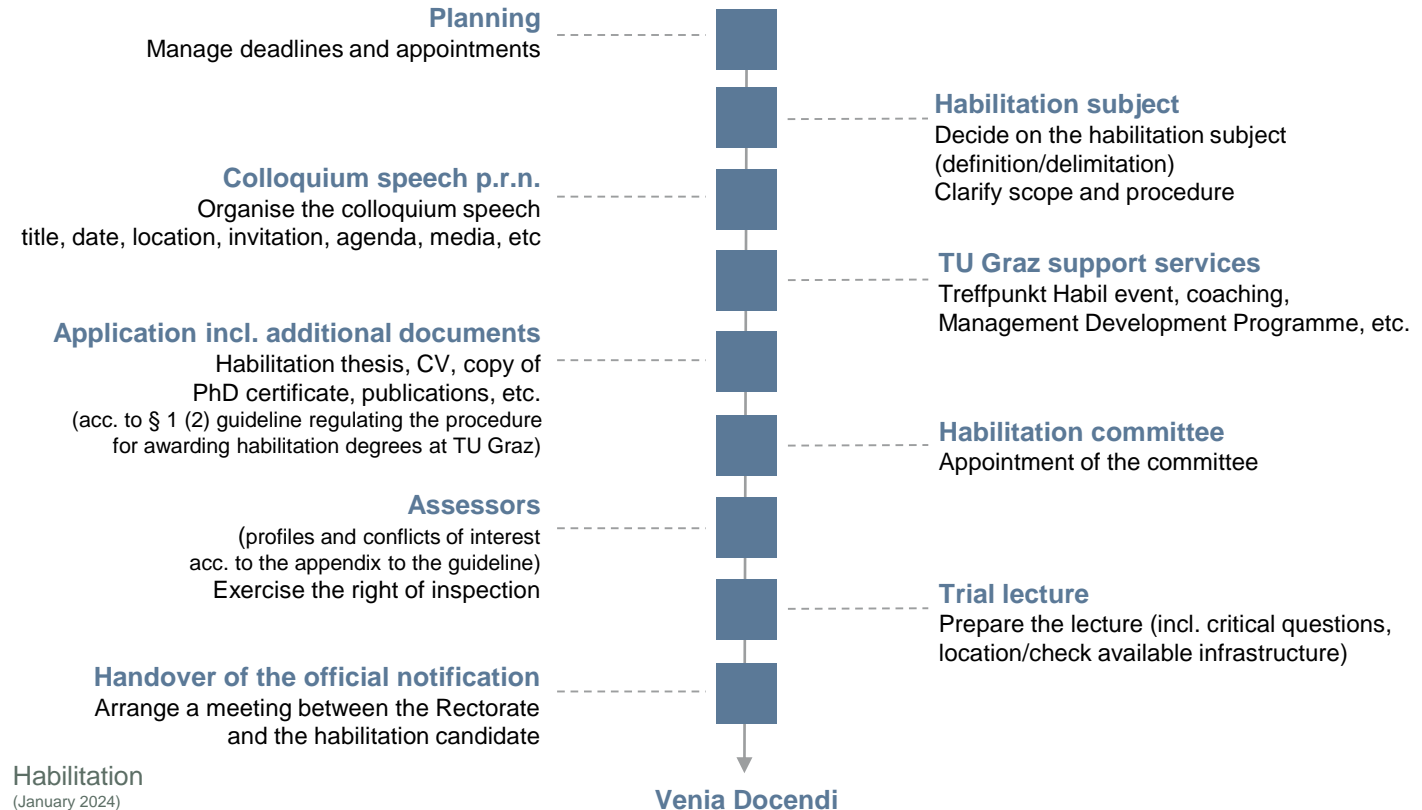 Planning
Manage deadlines and appointments
Habilitation subject
Decide on the habilitation subject
(definition/delimitation)
Clarify scope and procedure
Colloquium speech p.r.n.
Organise the colloquium speech
title, date, location, invitation, agenda, media, etc
TU Graz support services
Treffpunkt Habil event, coaching,
Management Development Programme, etc.
Application incl. additional documents
Habilitation thesis, CV, copy of
PhD certificate, publications, etc.
(acc. to § 1 (2) guideline regulating the procedure
for awarding habilitation degrees at TU Graz)
Habilitation committee
Appointment of the committee
Assessors
(profiles and conflicts of interest
acc. to the appendix to the guideline)
Exercise the right of inspection
Trial lecture
Prepare the lecture (incl. critical questions,
location/check available infrastructure)
Handover of the official notification
Arrange a meeting between the Rectorate
and the habilitation candidate
Habilitation
(January 2024)
Venia Docendi